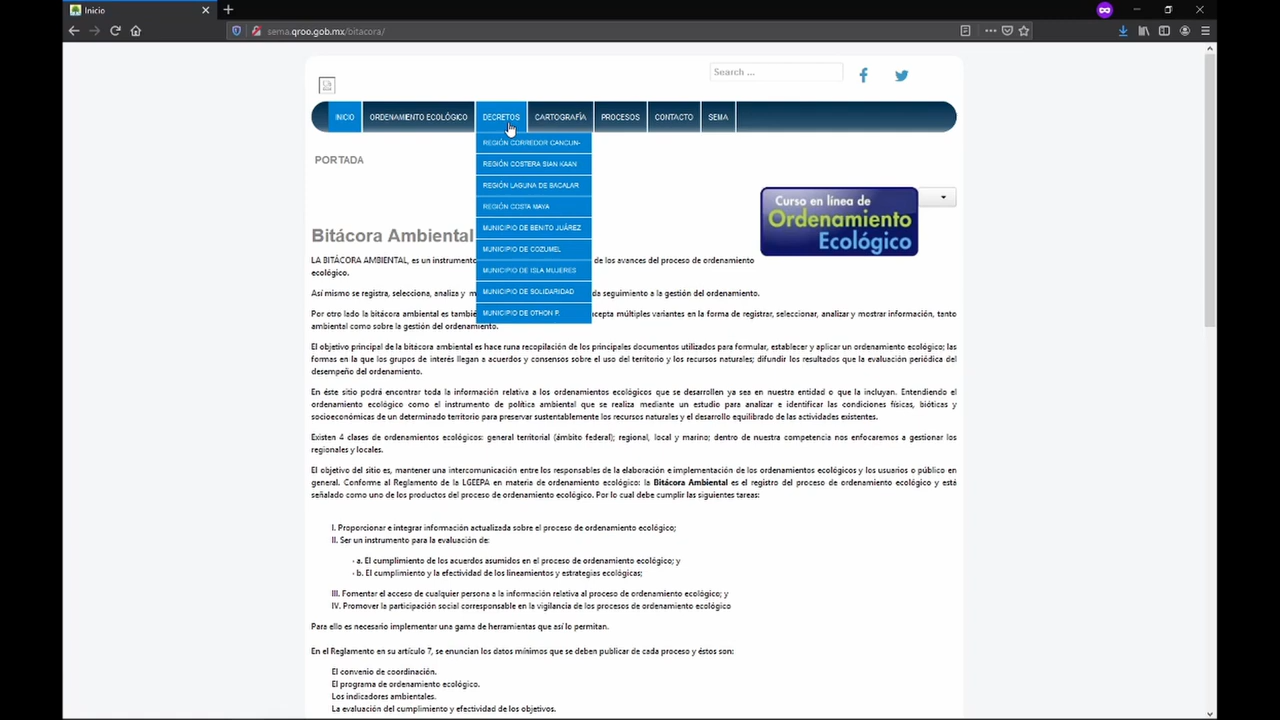 Inicio
sema.qroo.gob.mx/bitacora/
Search ...
INICIO
ORDENAMIENTO ECOLÓGICO
DECRETOS
CARTOGRAFÍA
PROCESOS
CONTACTO
SEMA
REGIÓN CORREDOR CANCUN-
REGIÓN COSTERA SIAN KAAN
REGIÓN LAGUNA DE BACALAR
REGIÓN COSTA MAYA
MUNICIPIO DE BENITO JUÁREZ
MUNICIPIO DE COZUMEL
MUNICIPIO DE ISLA MUJERES
MUNICIPIO DE SOLIDARIDAD
MUNICIPIO DE OTHON P.
PORTADA
Curso en línea de
Ordenamiento
Ecológico
Bitácora Ambiental
LA BITÁCORA AMBIENTAL, es un instrumento de los avances del proceso de ordenamiento
ecológico.
Así mismo se registra, selecciona, analiza y da seguimiento a la gestión del ordenamiento.
Por otro lado la bitácora ambiental es también múltiples variantes en la forma de registrar, seleccionar, analizar y mostrar información, tanto
ambiental como sobre la gestión del ordenamiento.
El objetivo principal de la bitácora ambiental es hace runa recopilación de los principales documentos utilizados para formular, establecer y aplicar un ordenamiento ecológico; las
formas en la que los grupos de interés llegan a acuerdos y consensos sobre el uso del territorio y los recursos naturales; difundir los resultados que la evaluación periódica del
desempeño del ordenamiento.
En éste sitio podrá encontrar toda la información relativa a los ordenamientos ecológicos que se desarrollen ya sea en nuestra entidad o que la incluyan. Entendiendo el
ordenamiento ecológico como el instrumento de política ambiental que se realiza mediante un estudio para analizar e identificar las condiciones físicas, bióticas y
socioeconómicas de un determinado territorio para preservar sustentablemente los recursos naturales y el desarrollo equilibrado de las actividades existentes.
Existen 4 clases de ordenamientos ecológicos: general territorial (ámbito federal); regional, local y marino; dentro de nuestra competencia nos enfocaremos a gestionar los
regionales y locales.
El objetivo del sitio es, mantener una intercomunicación entre los responsables de la elaboración e implementación de los ordenamientos ecológicos y los usuarios o público en
general. Conforme al Reglamento de la LGEEPA en materia de ordenamiento ecológico: la Bitácora Ambiental es el registro del proceso de ordenamiento ecológico y está
señalado como uno de los productos del proceso de ordenamiento ecológico. Por lo cual debe cumplir las siguientes tareas:
I. Proporcionar e integrar información actualizada sobre el proceso de ordenamiento ecológico;
II. Ser un instrumento para la evaluación de:
· a. El cumplimiento de los acuerdos asumidos en el proceso de ordenamiento ecológico; y
· b. El cumplimiento y la efectividad de los lineamientos y estrategias ecológicas;
III. Fomentar el acceso de cualquier persona a la información relativa al proceso de ordenamiento ecológico; y
IV. Promover la participación social corresponsable en la vigilancia de los procesos de ordenamiento ecológico
Para ello es necesario implementar una gama de herramientas que así lo permitan.
En el Reglamento en su artículo 7, se enuncian los datos mínimos que se deben publicar de cada proceso y éstos son:
El convenio de coordinación.
El programa de ordenamiento ecológico.
Los indicadores ambientales.
La evaluación del cumplimiento y efectividad de los objetivos.